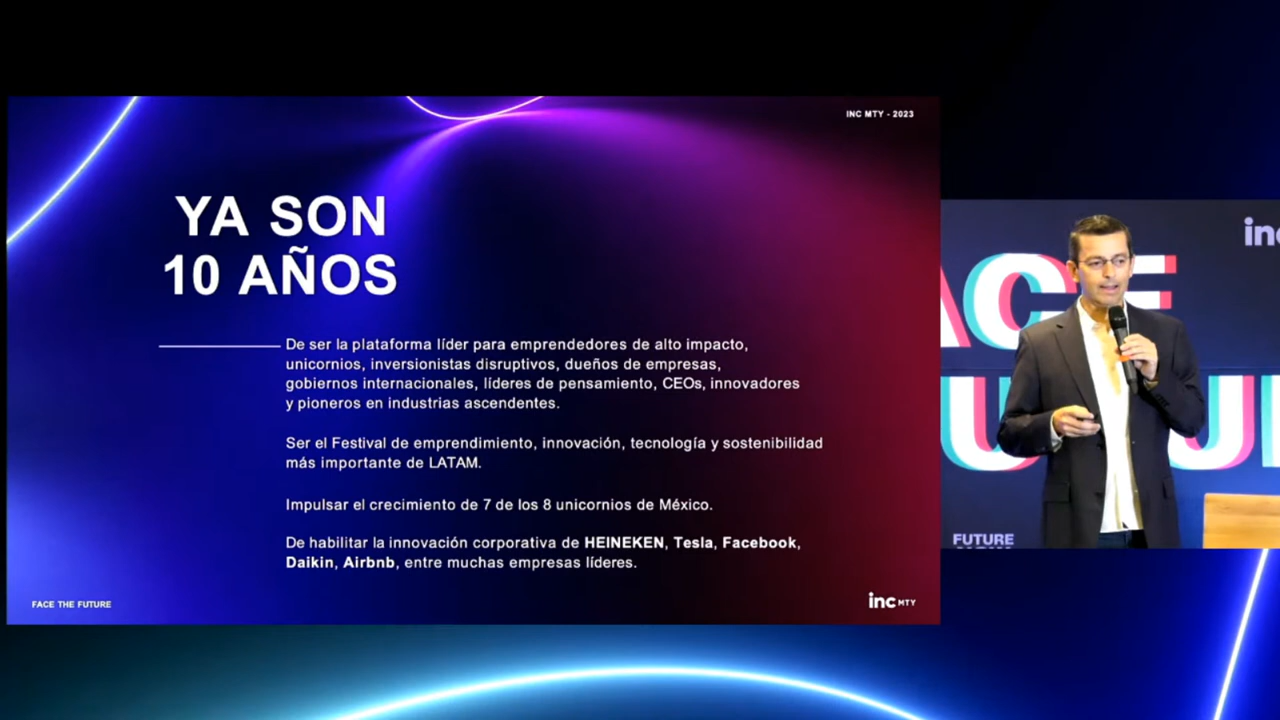 INC MTY - 2023
YA SON
10 AÑOS
De ser la plataforma líder para emprendedores de alto impacto,
unicornios, inversionistas disruptivos, dueños de empresas,
gobiernos internacionales, líderes de pensamiento, CEOs, innovadores
y pioneros en industrias ascendentes.
Ser el Festival de emprendimiento, innovación, tecnología y sostenibilidad
más importante de LATAM.
Impulsar el crecimiento de 7 de los 8 unicornios de México.
De habilitar la innovación corporativa de HEINEKEN, Tesla, Facebook,
Daikin, Airbnb, entre muchas empresas líderes.
FACE THE FUTURE
inc MTY
FUTURE